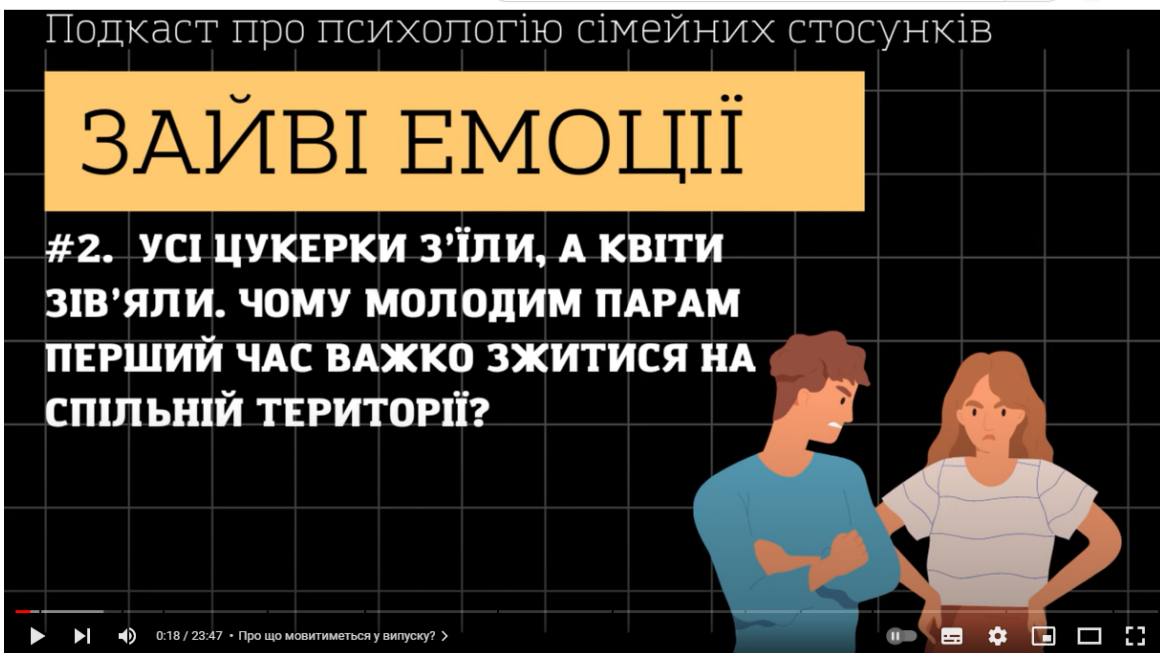 Подкаст про психологію сімейних стосунків
ЗАЙВІ ЕМОЦІЇ
#2. УСІ ЦУКЕРКИ З’ЇЛИ, А КВІТИ
ЗІВ’ЯЛИ. ЧОМУ МОЛОДИМ ПАРАМ
ПЕРШИЙ ЧАС ВАЖКО ЗЖИТИСЯ НА
СПІЛЬНІЙ ТЕРИТОРІЇ?
0:18 / 23:47 • Про що мовитиметься у випуску?